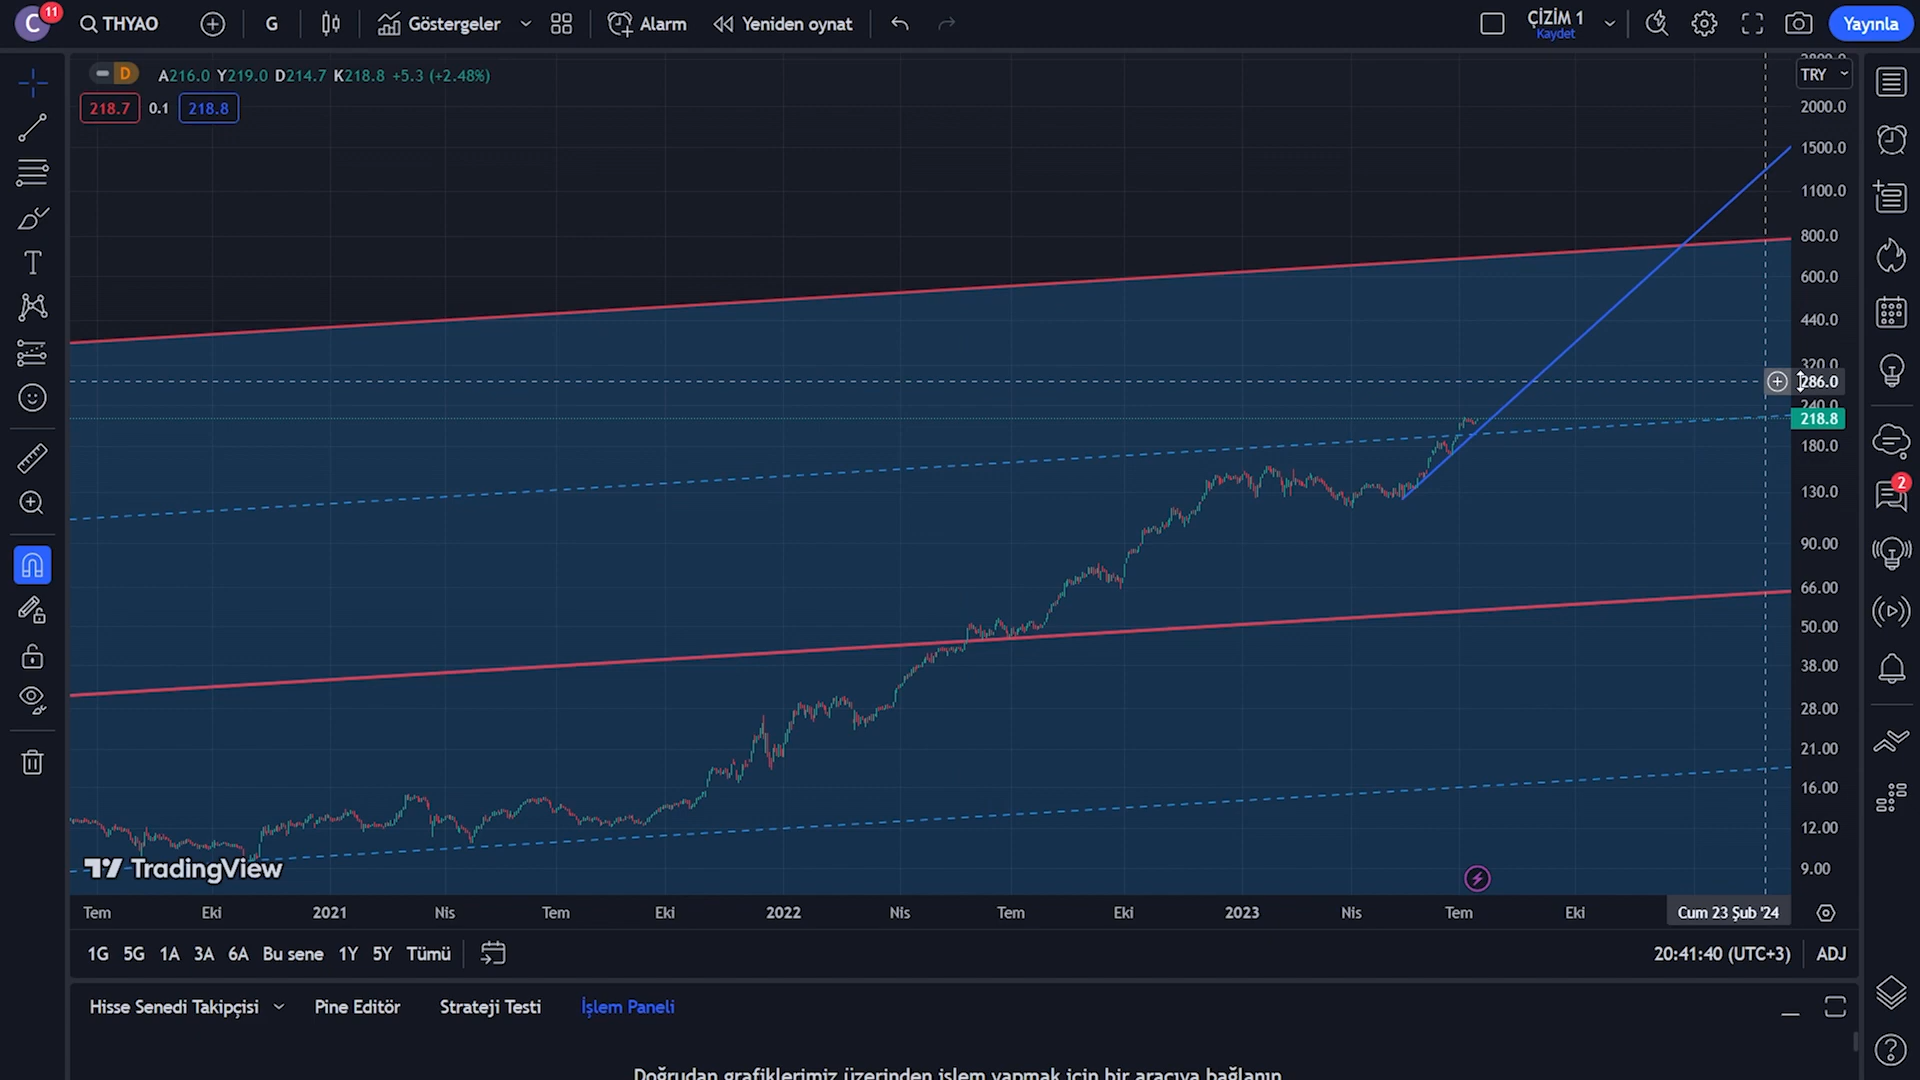 C 11 THYAO G Göstergeler Alarm Yeniden oynat ÇİZİM 1 Kaydet Yayınla
D A216.0 Y219.0 D214.7 K218.8 +5.3 (+2.48%)
TRY
218.7 0.1 218.8
2000.0
1500.0
1100.0
800.0
600.0
440.0
320.0
286.0
240.0
218.8
180.0
130.0
90.00
66.00
50.00
38.00
28.00
21.00
16.00
12.00
9.00
2
TradingView
Tem Eki 2021 Nis Tem Eki 2022 Nis Tem Eki 2023 Nis Tem Eki Cum 23 Şub '24
1G 5G 1A 3A 6A Bu sene 1Y 5Y Tümü 20:41:40 (UTC+3) ADJ
Hisse Senedi Takipçisi Pine Editör Strateji Testi İşlem Paneli
Doğrudan grafiklerimiz üzerinden işlem yapmak için bir aracıya bağlanın